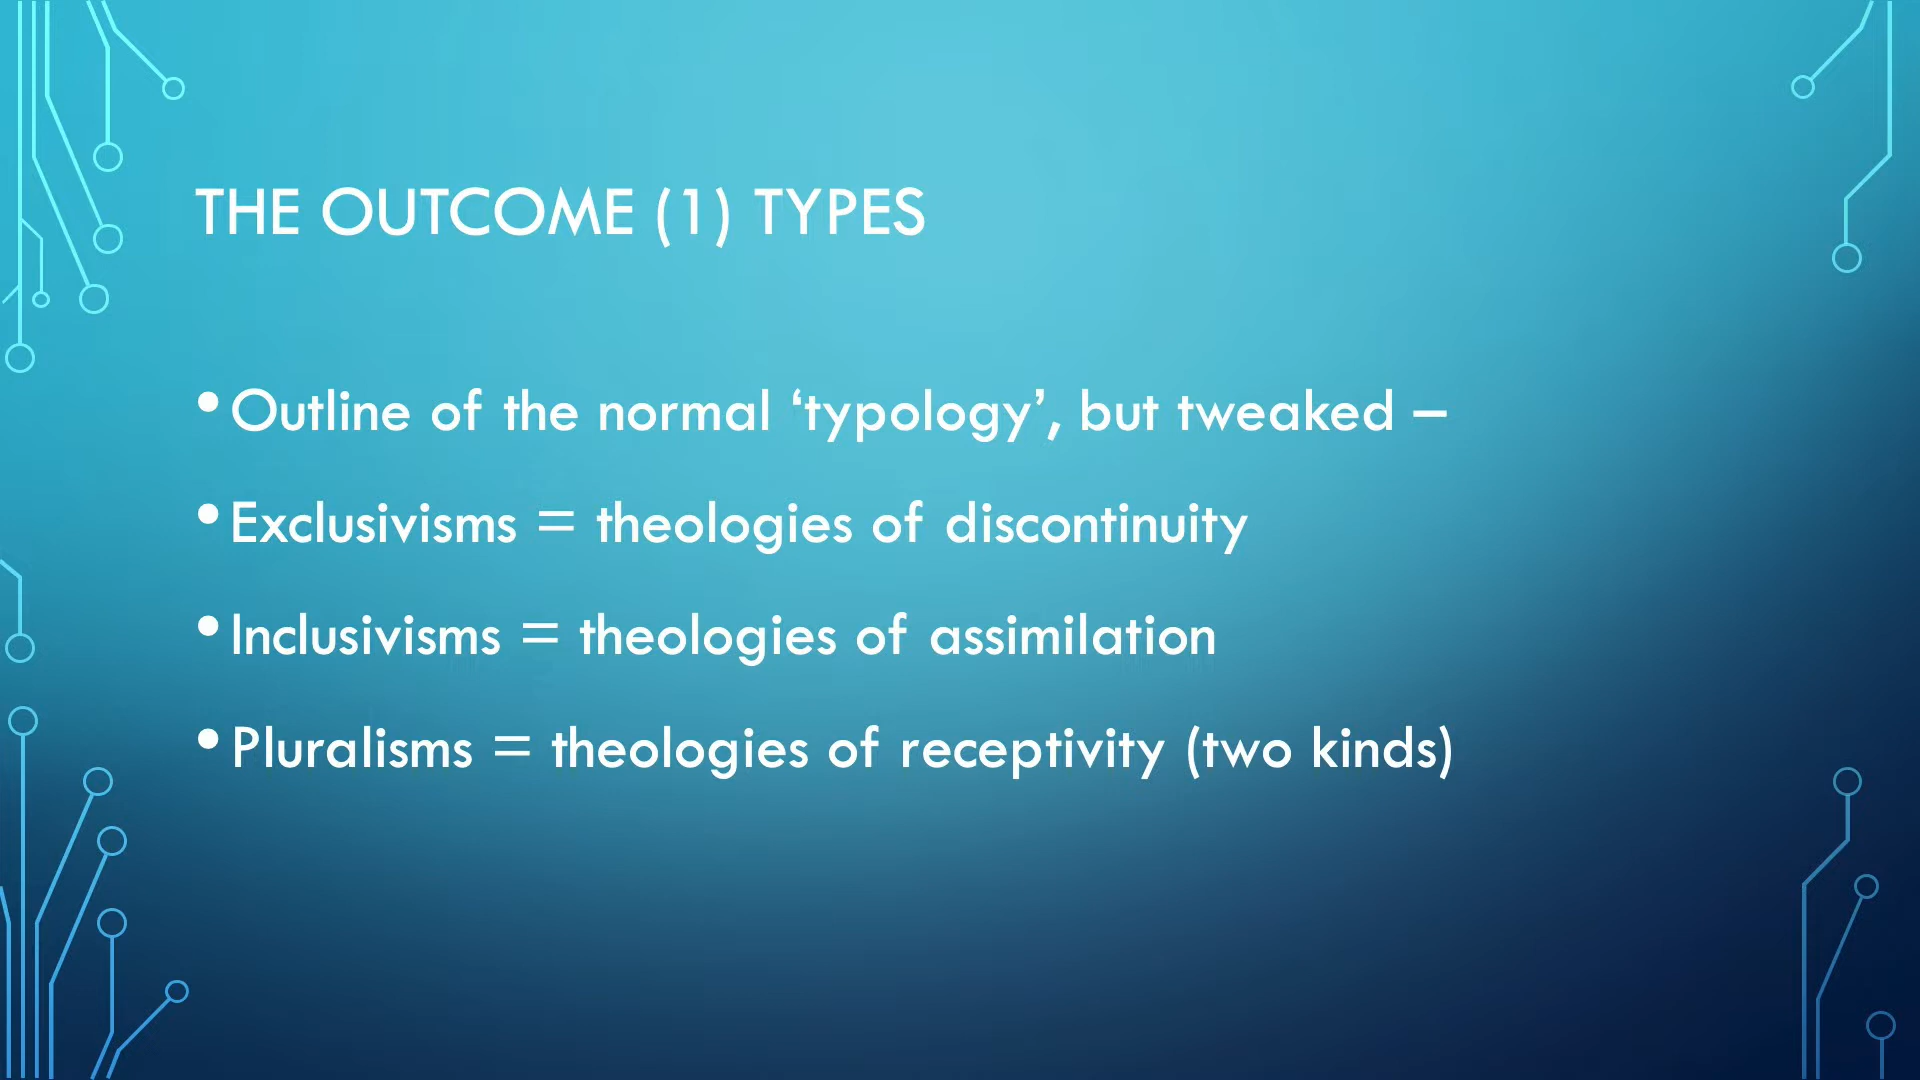 THE OUTCOME (1) TYPES
•Outline of the normal ‘typology’, but tweaked –
•Exclusivisms = theologies of discontinuity
•Inclusivisms = theologies of assimilation
•Pluralisms = theologies of receptivity (two kinds)